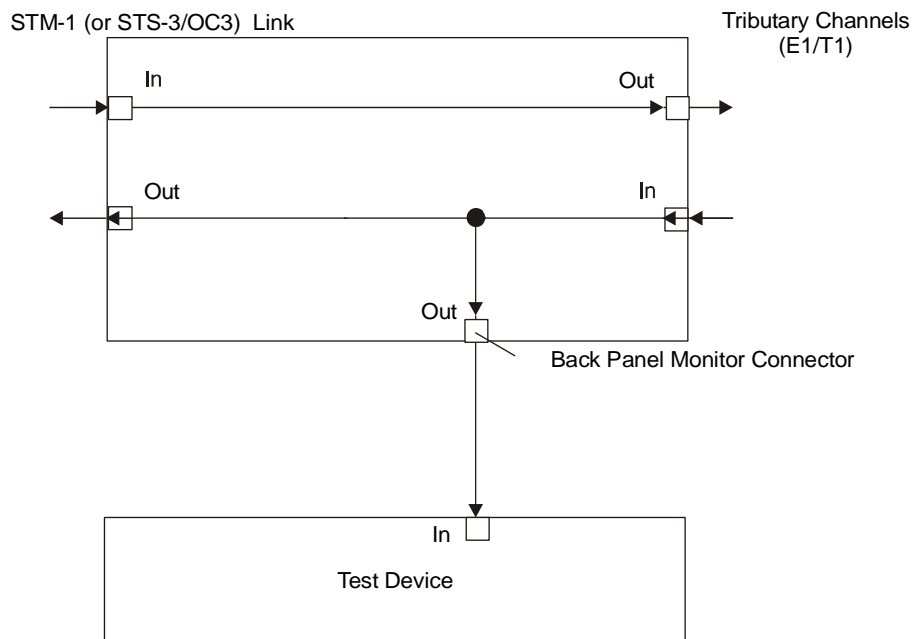 STM-1 (or STS-3/OC3) Link
Tributary Channels
(E1/T1)
In
Out
Out
In
Out
Back Panel Monitor Connector
In
Test Device